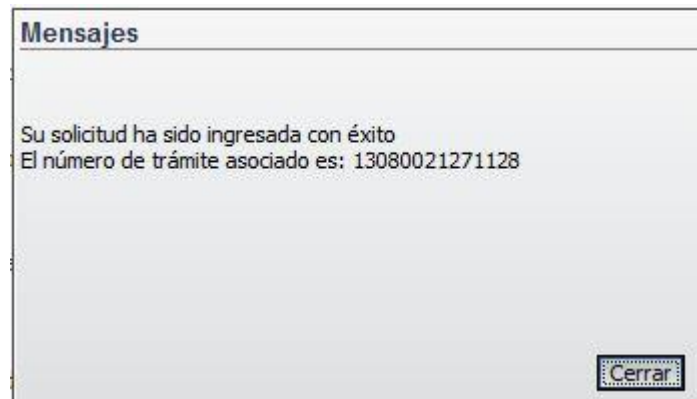 Mensajes
Su solicitud ha sido ingresada con éxito
El número de trámite asociado es: 13080021271128
Cerrar